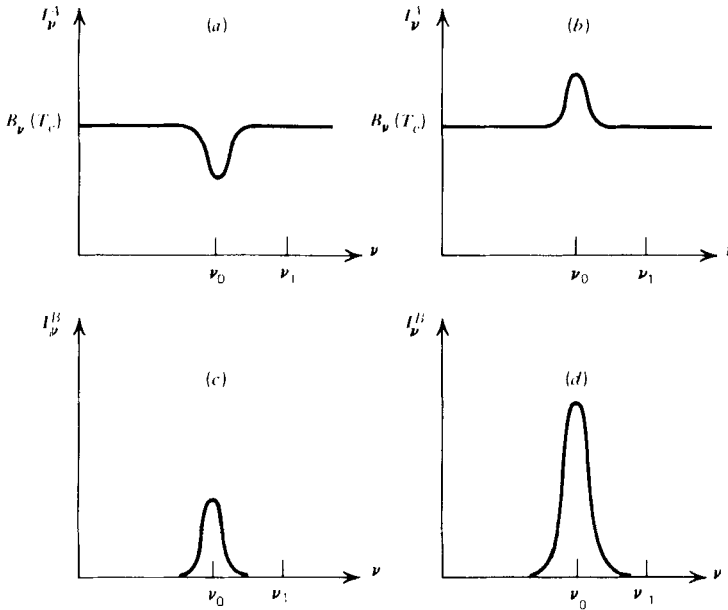 I_ν^A (a)
B_ν (T_c)
ν_0 ν_1 ν
I_ν^A (b)
B_ν (T_c)
ν_0 ν_1
I_ν^B (c)
ν_0 ν_1 ν
I_ν^B (d)
ν_0 ν_1 ν